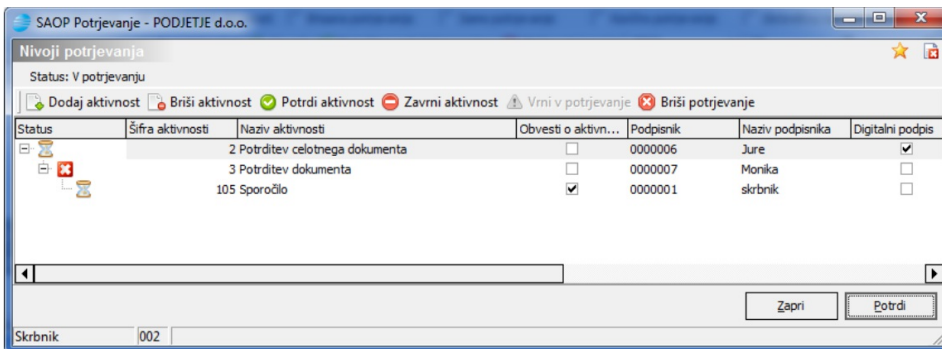 SAOP Potrjevanje - PODJETJE d.o.o.
Nivoji potrjevanja
Status: V potrjevanju
Dodaj aktivnost Briši aktivnost Potrdi aktivnost Zavrni aktivnost Vrni v potrjevanje Briši potrjevanje
Status Šifra aktivnosti Naziv aktivnosti Obvesti o aktivn... Podpisnik Naziv podpisnika Digitalni podpis
2 Potrditev celotnega dokumenta 0000006 Jure
3 Potrditev dokumenta 0000007 Monika
105 Sporočilo 0000001 skrbnik
Zapri Potrdi
Skrbnik 002